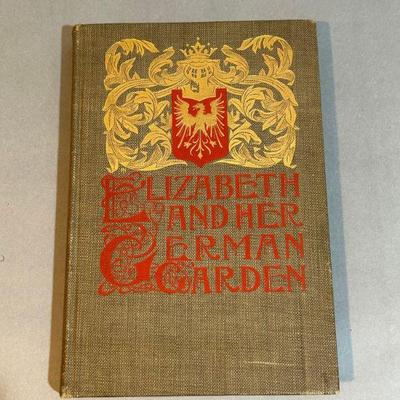 ELIZABETH
AND HER
GERMAN
GARDEN